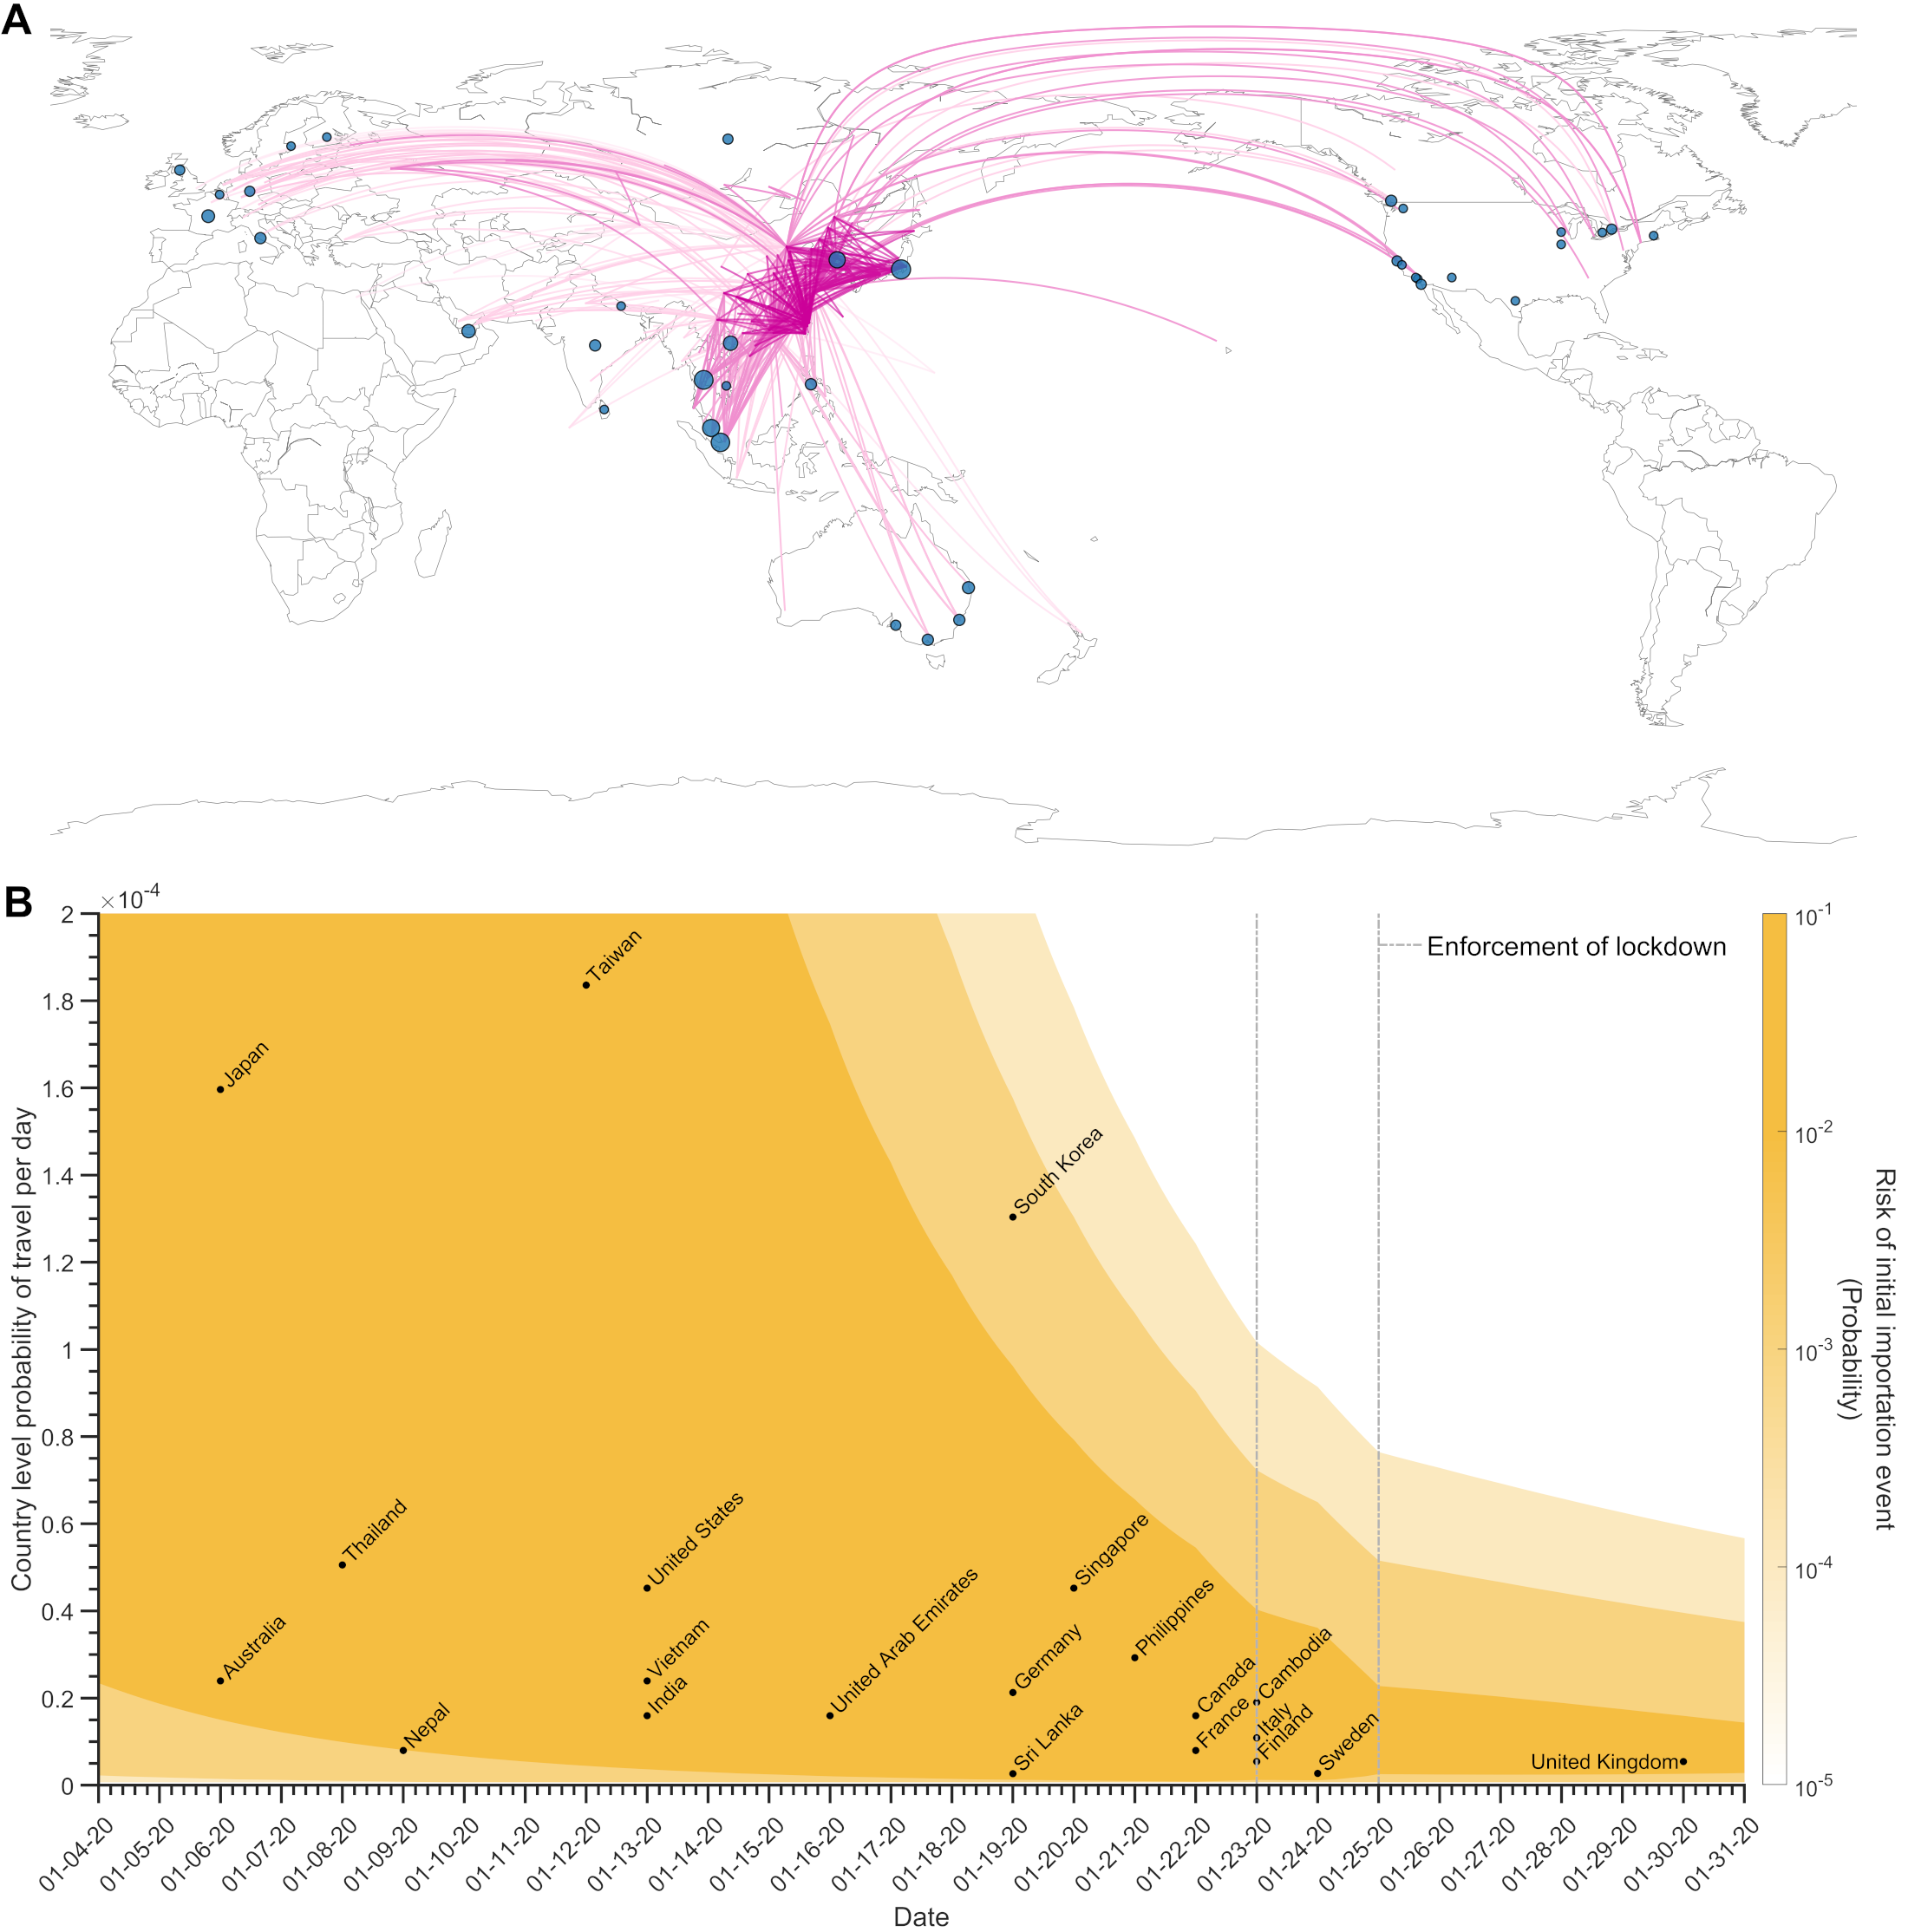 A
B
×10-4
2
1.8
1.6
1.4
1.2
1
0.8
0.6
0.4
0.2
0
Country level probability of travel per day
Enforcement of lockdown
Taiwan
Japan
South Korea
Thailand
United States
Singapore
Australia
Vietnam
India
United Arab Emirates
Germany
Philippines
Nepal
Sri Lanka
Canada
France
Cambodia
Italy
Finland
Sweden
United Kingdom
10-1
10-2
10-3
10-4
10-5
Risk of initial importation event
(Probability)
01-04-20
01-05-20
01-06-20
01-07-20
01-08-20
01-09-20
01-10-20
01-11-20
01-12-20
01-13-20
01-14-20
01-15-20
01-16-20
01-17-20
01-18-20
01-19-20
01-20-20
01-21-20
01-22-20
01-23-20
01-24-20
01-25-20
01-26-20
01-27-20
01-28-20
01-29-20
01-30-20
01-31-20
Date